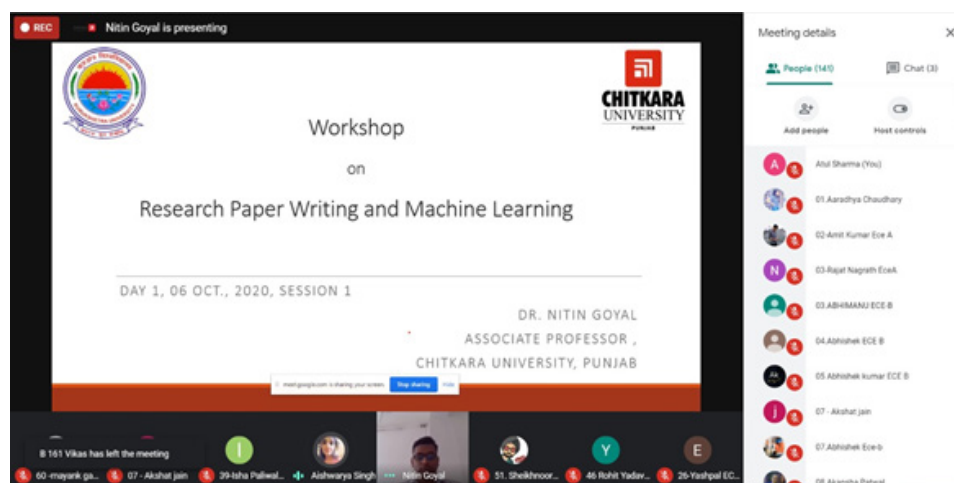 REC
Nitin Goyal is presenting
CHITKARA
UNIVERSITY
PUNJAB
Workshop
on
Research Paper Writing and Machine Learning
DAY 1, 06 OCT., 2020, SESSION 1
DR. NITIN GOYAL
ASSOCIATE PROFESSOR ,
CHITKARA UNIVERSITY, PUNJAB
meet.google.com is sharing your screen. Stop sharing Hide
B 161 Vikas has left the meeting
60 -mayank ga...
07 - Akshat jain
39-Isha Paliwal...
Aishwarya Singh
Nitin Goyal
51. Sheikhnoor...
46 Rohit Yadav...
26-Yashpal EC...
Meeting details
People (141)
Chat (3)
Add people
Host controls
Atul Sharma (You)
01.Aaradhya Chaudhary
02-Amit Kumar Ece A
03-Rajat Nagrath EceA
03.ABHIMANU ECE-B
04.Abhishek ECE B
05 Abhishek kumar ECE B
07 - Akshat jain
07.Abhishek Ece-b